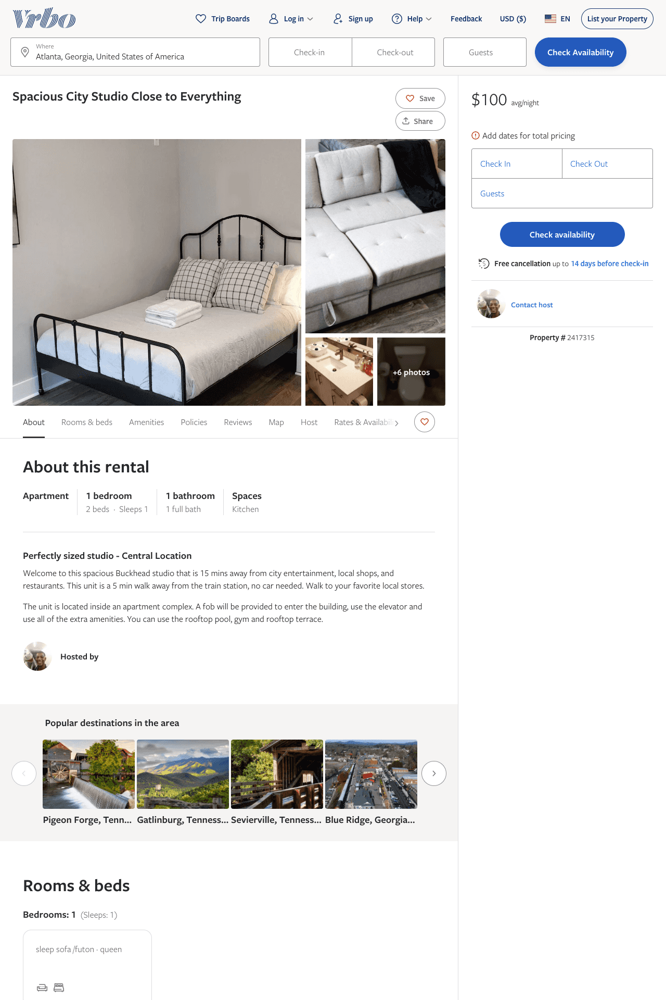 Vrbo
Trip Boards
Log in
Sign up
Help
Feedback
USD ($)
EN
List your Property
Where
Atlanta, Georgia, United States of America
Check-in
Check-out
Guests
Check Availability
Spacious City Studio Close to Everything
Save
Share
+6 photos
$100 avg/night
Add dates for total pricing
Check In
Check Out
Guests
Check availability
Free cancellation up to 14 days before check-in
Contact host
Property # 2417315
About
Rooms & beds
Amenities
Policies
Reviews
Map
Host
Rates & Availabili
About this rental
Apartment
1 bedroom
2 beds · Sleeps 1
1 bathroom
1 full bath
Spaces
Kitchen
Perfectly sized studio - Central Location
Welcome to this spacious Buckhead studio that is 15 mins away from city entertainment, local shops, and
restaurants. This unit is a 5 min walk away from the train station, no car needed. Walk to your favorite local stores.
The unit is located inside an apartment complex. A fob will be provided to enter the building, use the elevator and
use all of the extra amenities. You can use the rooftop pool, gym and rooftop terrace.
Hosted by
Popular destinations in the area
Pigeon Forge, Tenn...
Gatlinburg, Tenness...
Sevierville, Tenness...
Blue Ridge, Georgia...
Rooms & beds
Bedrooms: 1 (Sleeps: 1)
sleep sofa /futon · queen